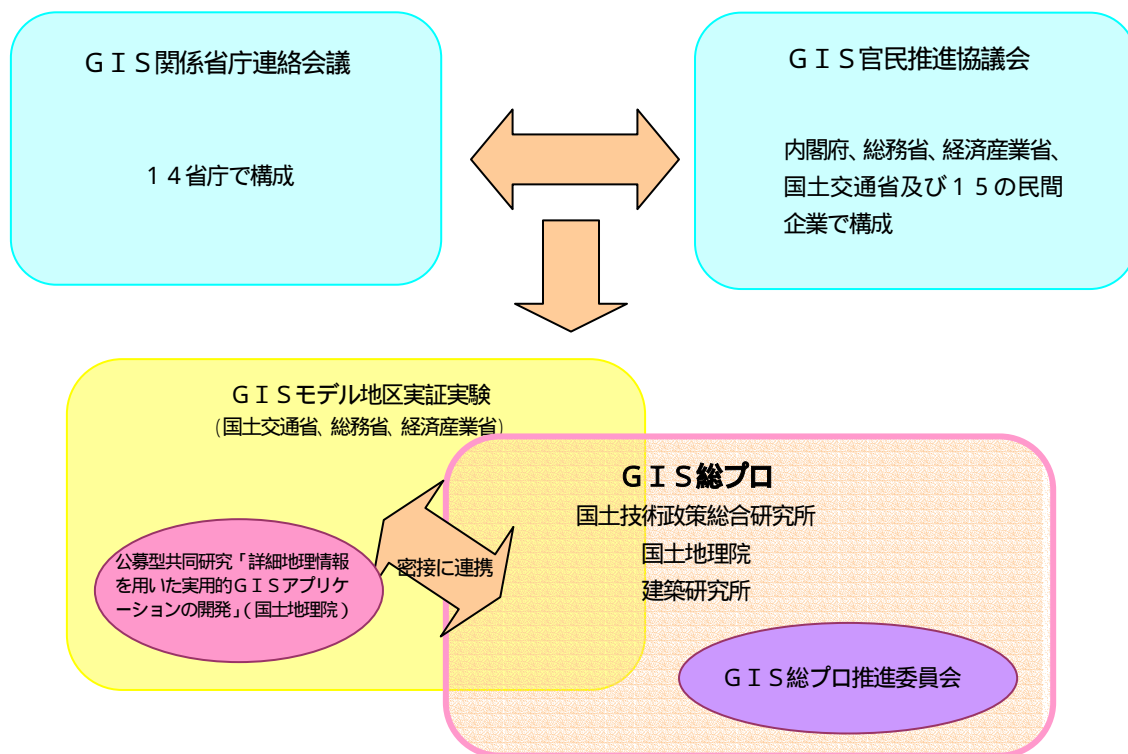 ＧＩＳ関係省庁連絡会議
１４省庁で構成
ＧＩＳ官民推進協議会
内閣府、総務省、経済産業省、
国土交通省及び１５の民間
企業で構成
ＧＩＳモデル地区実証実験
（国土交通省、総務省、経済産業省）
公募型共同研究「詳細地理情報
を用いた実用的ＧＩＳアプリケ
ーションの開発」（国土地理院）
密接に連携
ＧＩＳ総プロ
国土技術政策総合研究所
国土地理院
建築研究所
ＧＩＳ総プロ推進委員会